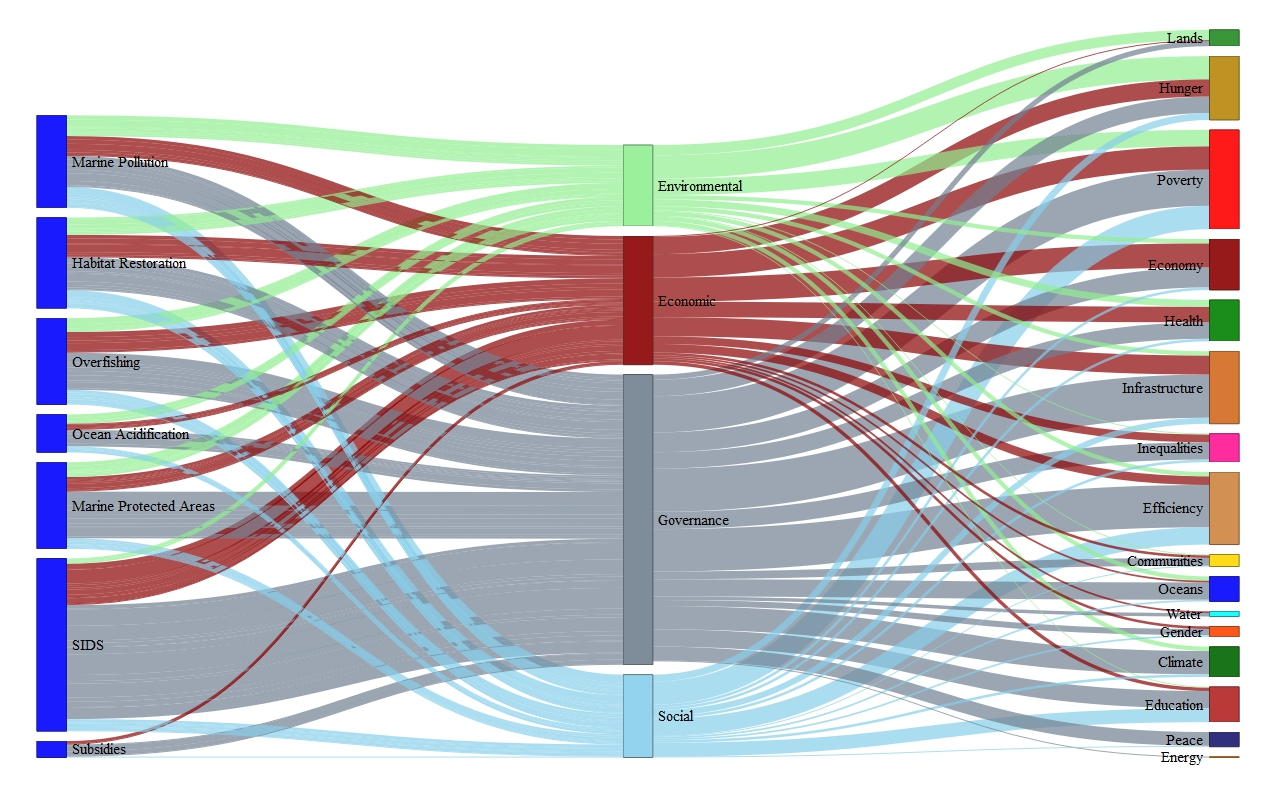 Marine Pollution
Habitat Restoration
Overfishing
Ocean Acidification
Marine Protected Areas
SIDS
Subsidies
Environmental
Economic
Governance
Social
Lands
Hunger
Poverty
Economy
Health
Infrastructure
Inequalities
Efficiency
Communities
Oceans
Water
Gender
Climate
Education
Peace
Energy